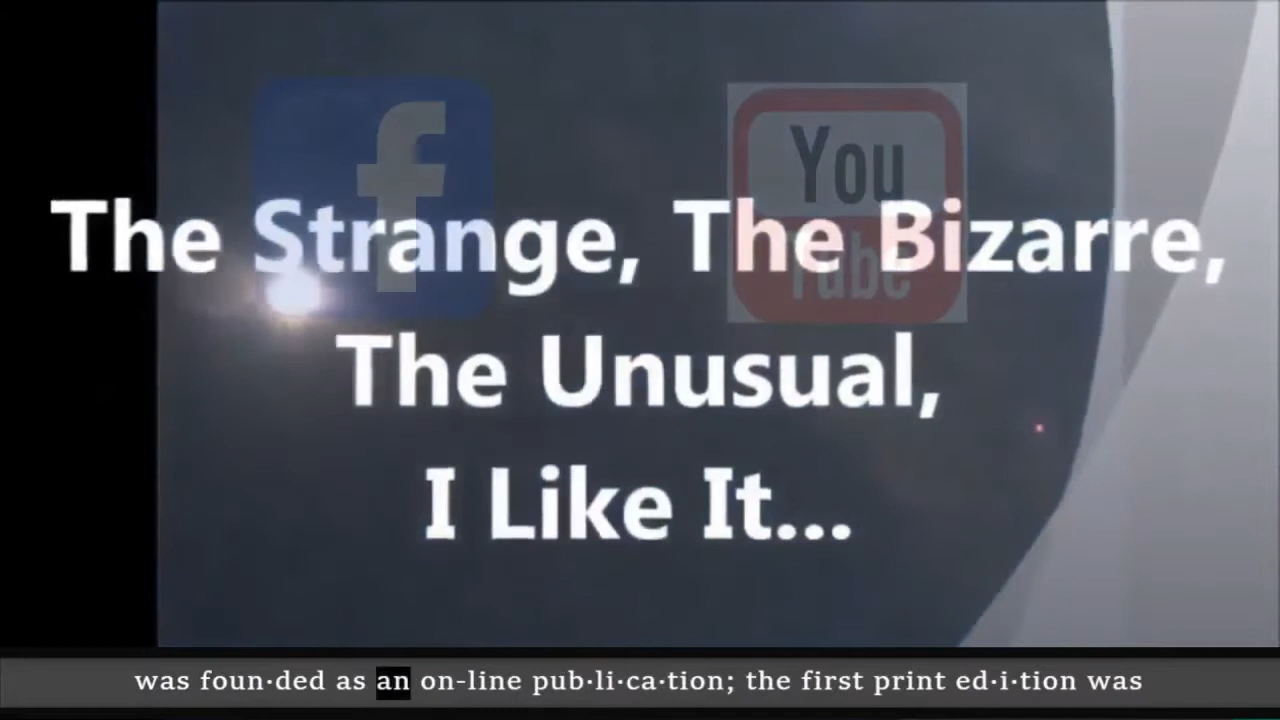 f
You
Tube
The Strange, The Bizarre,
The Unusual,
I Like It...
was foun·ded as an on-line pub·li·ca·tion; the first print ed·i·tion was